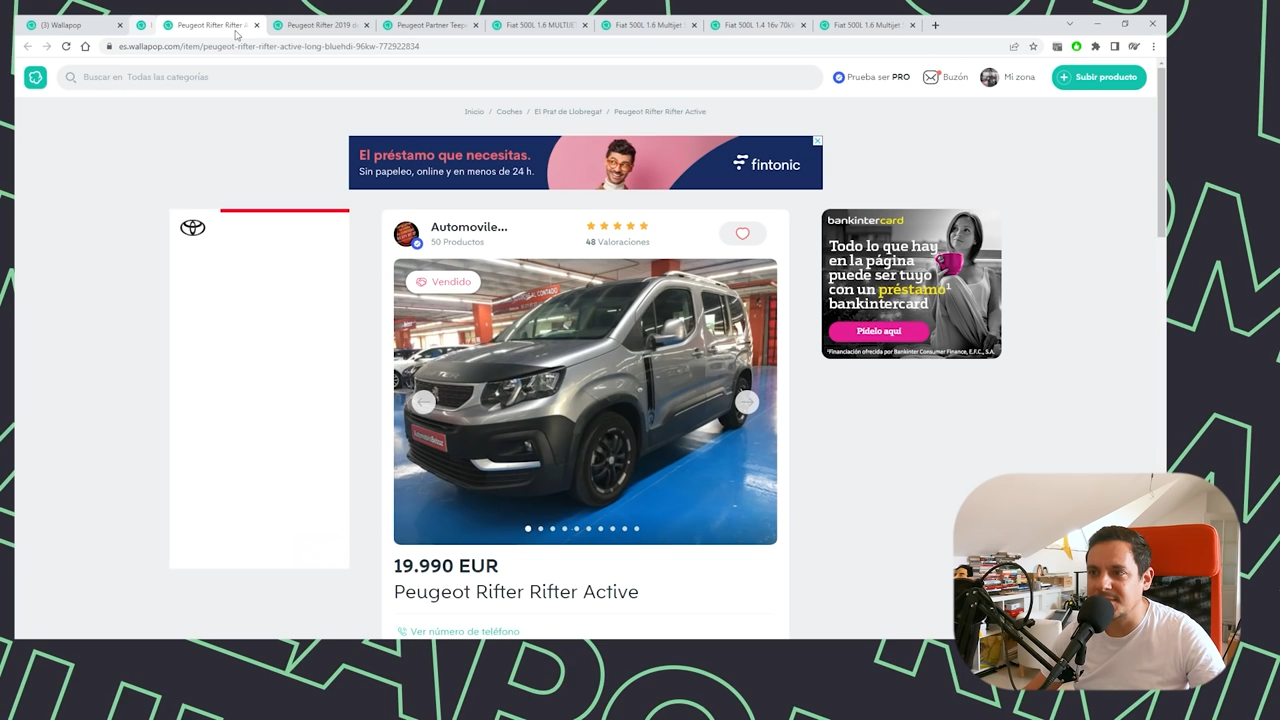 (3) Wallapop
Peugeot Rifter Rifter A
Peugeot Rifter 2019 d
Peugeot Partner Teep
Fiat 500L 1.6 MULTIJE
Fiat 500L 1.6 Multijet
Fiat 500L 1.4 16v 70k
Fiat 500L 1.6 Multijet
es.wallapop.com/item/peugeot-rifter-rifter-active-long-bluehdi-96kw-772922834
Buscar en Todas las categorías
Prueba ser PRO
Buzón
Mi zona
Subir producto
Inicio / Coches / El Prat de Llobregat / Peugeot Rifter Rifter Active
El préstamo que necesitas.
Sin papeleo, online y en menos de 24 h.
fintonic
Automovile...
50 Productos
48 Valoraciones
Vendido
bankintercard
Todo lo que hay
en la página
puede ser tuyo
con un préstamo¹
bankintercard
Pídelo aquí
¹Financiación ofrecida por Bankinter Consumer Finance, E.F.C., S.A.
19.990 EUR
Peugeot Rifter Rifter Active
Ver número de teléfono